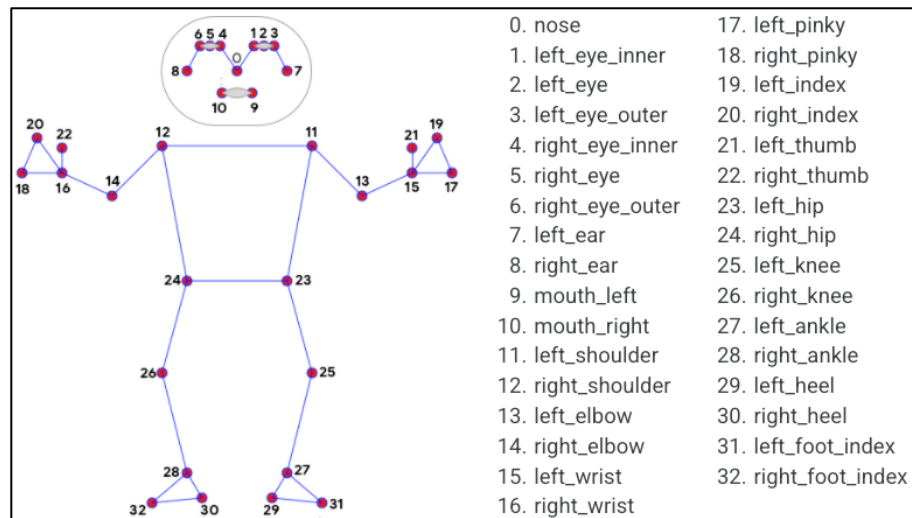 6 5 4 1 2 3
0
8 7
10 9
20 22 12 11 21 19
18 16 14 13 15 17
24 23
26 25
28 27
32 30 29 31
0. nose
1. left_eye_inner
2. left_eye
3. left_eye_outer
4. right_eye_inner
5. right_eye
6. right_eye_outer
7. left_ear
8. right_ear
9. mouth_left
10. mouth_right
11. left_shoulder
12. right_shoulder
13. left_elbow
14. right_elbow
15. left_wrist
16. right_wrist
17. left_pinky
18. right_pinky
19. left_index
20. right_index
21. left_thumb
22. right_thumb
23. left_hip
24. right_hip
25. left_knee
26. right_knee
27. left_ankle
28. right_ankle
29. left_heel
30. right_heel
31. left_foot_index
32. right_foot_index